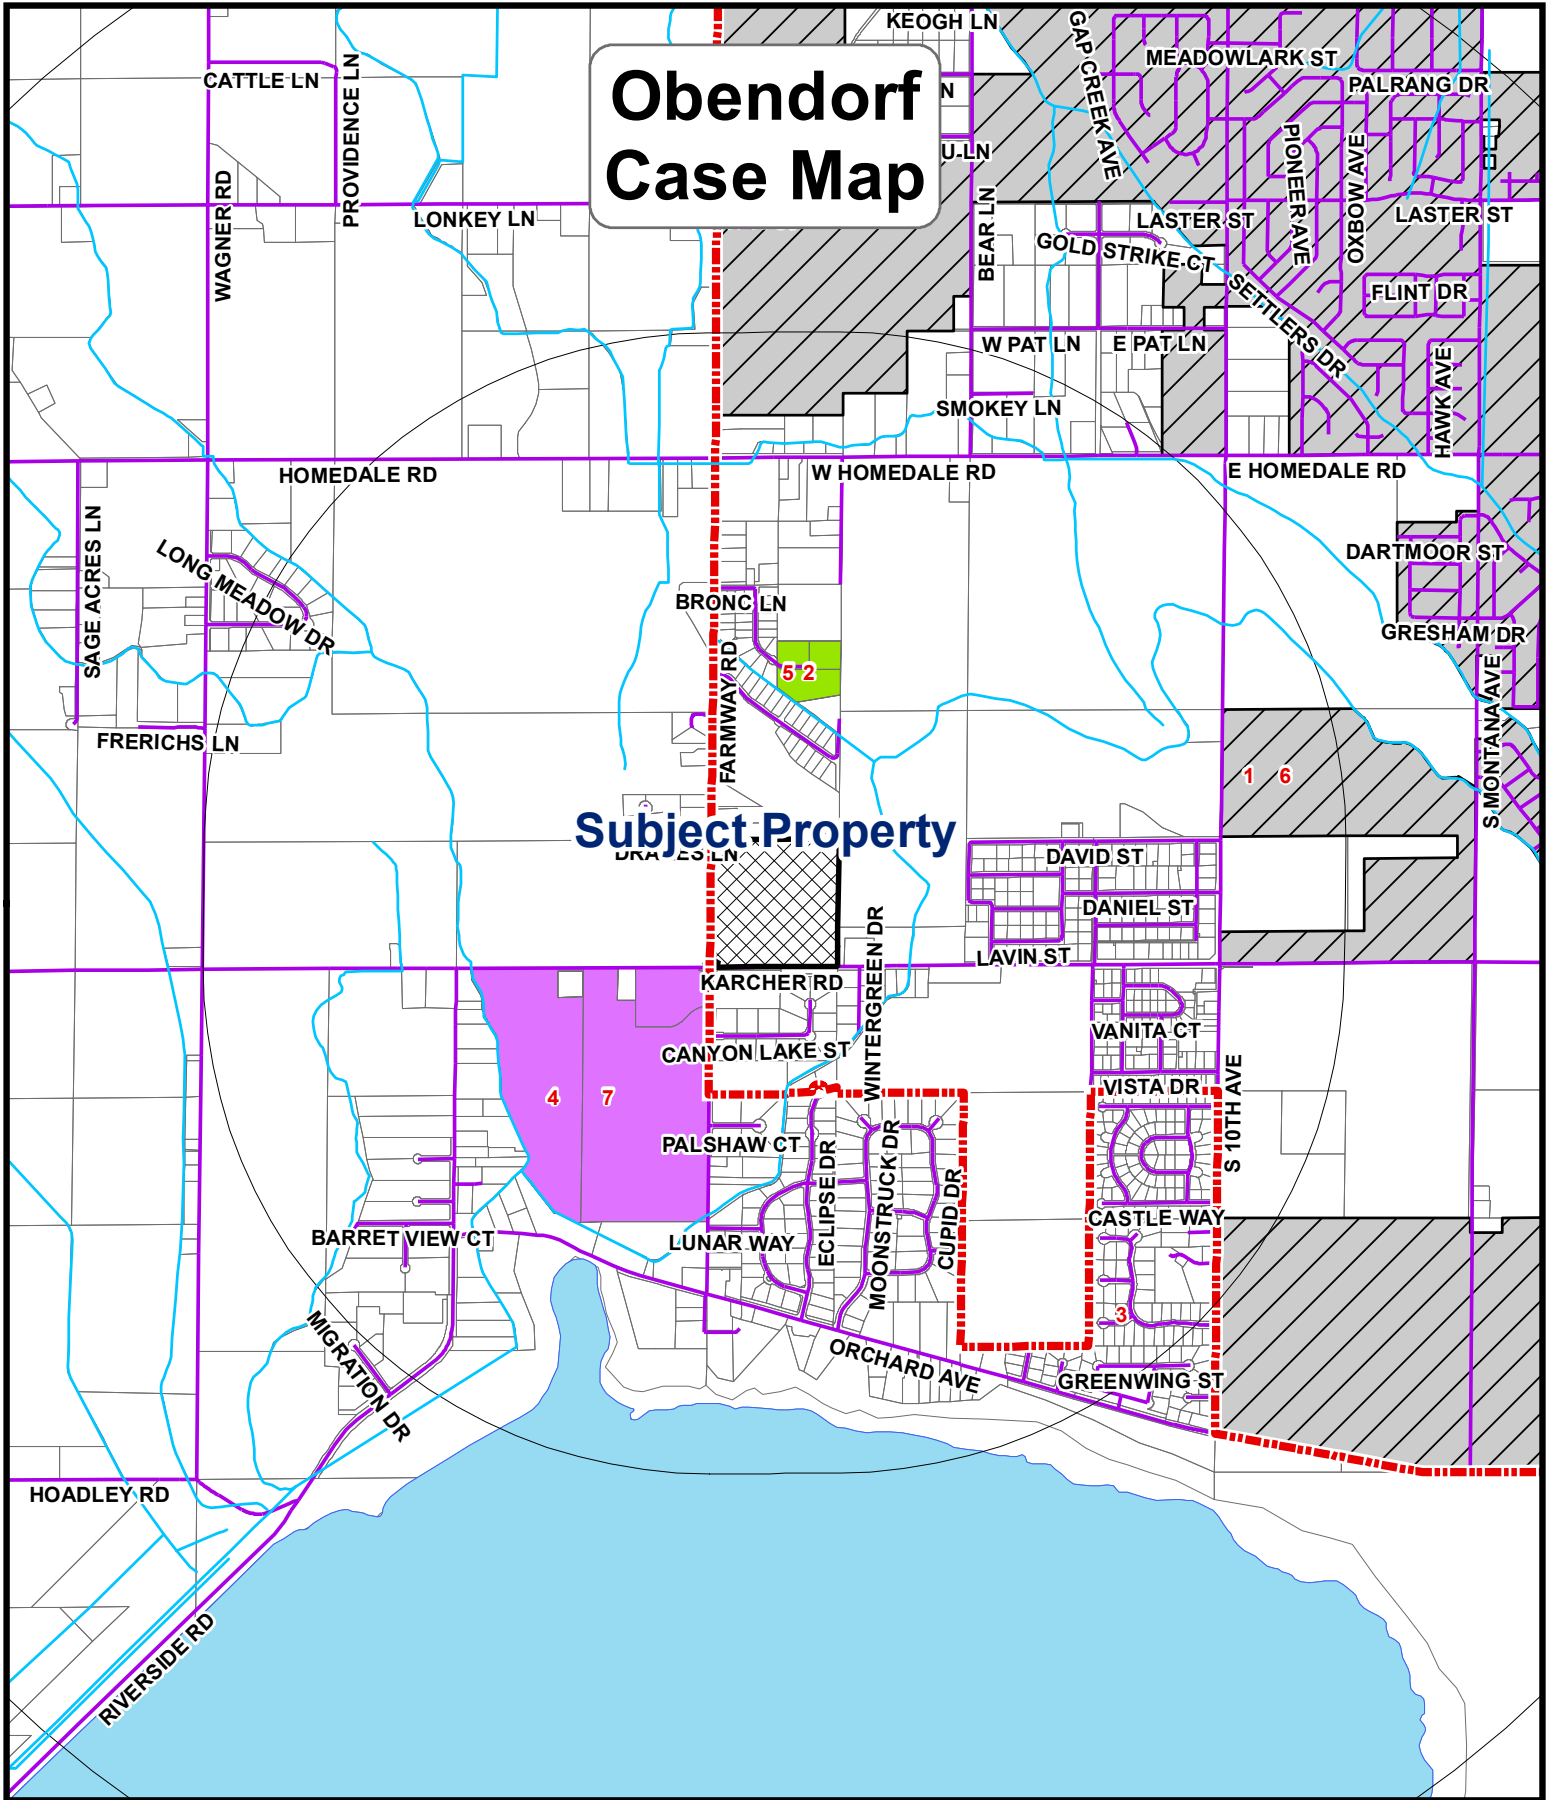 KEOGH LN
GAP CREEK AVE
MEADOWLARK ST
PALRANG DR
CATTLE LN
PROVIDENCE LN
Obendorf
Case Map
N
U LN
PIONEER AVE
OXBOW AVE
WAGNER RD
LONKEY LN
BEAR LN
LASTER ST
LASTER ST
GOLD STRIKE CT
SETTLERS DR
FLINT DR
W PAT LN
E PAT LN
HAWK AVE
SMOKEY LN
HOMEDALE RD
W HOMEDALE RD
E HOMEDALE RD
SAGE ACRES LN
LONG MEADOW DR
DARTMOOR ST
BRONC LN
GRESHAM DR
FARMWAY RD
5 2
S MONTANA AVE
FRERICHS LN
1 6
Subject Property
DAVID ST
DANIEL ST
WINTERGREEN DR
LAVIN ST
KARCHER RD
VANITA CT
CANYON LAKE ST
S 10TH AVE
VISTA DR
4 7
PALSHAW CT
ECLIPSE DR
MOONSTRUCK DR
CUPID DR
CASTLE WAY
BARRET VIEW CT
LUNAR WAY
3
MIGRATION DR
ORCHARD AVE
GREENWING ST
HOADLEY RD
RIVERSIDE RD